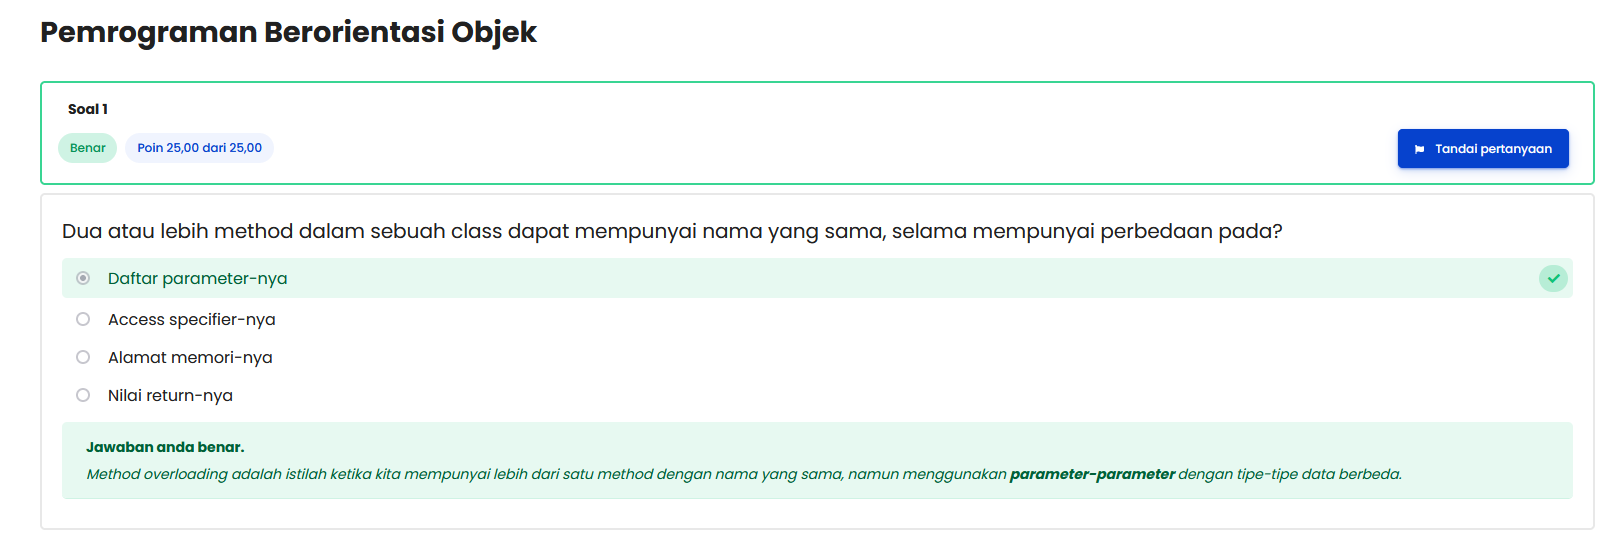 Pemrograman Berorientasi Objek
Soal 1
Benar
Poin 25,00 dari 25,00
Tandai pertanyaan
Dua atau lebih method dalam sebuah class dapat mempunyai nama yang sama, selama mempunyai perbedaan pada?
Daftar parameter-nya
Access specifier-nya
Alamat memori-nya
Nilai return-nya
Jawaban anda benar.
Method overloading adalah istilah ketika kita mempunyai lebih dari satu method dengan nama yang sama, namun menggunakan parameter-parameter dengan tipe-tipe data berbeda.